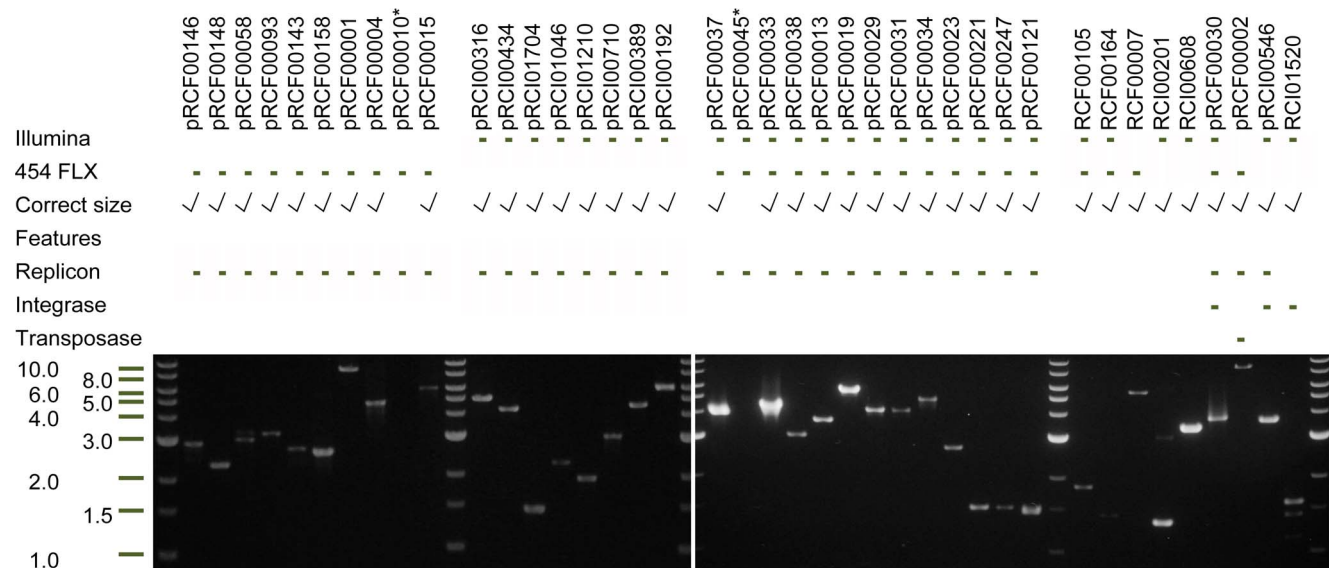 pRCF00146
pRCF00148
pRCF00058
pRCF00093
pRCF00143
pRCF00158
pRCF00001
pRCF00004
pRCF00010*
pRCF00015
pRCI00316
pRCI00434
pRCI01704
pRCI01046
pRCI01210
pRCI00710
pRCI00389
pRCI00192
pRCF00037
pRCF00045*
pRCF00033
pRCF00038
pRCF00013
pRCF00019
pRCF00029
pRCF00031
pRCF00034
pRCF00023
pRCF00221
pRCF00247
pRCF00121
RCF00105
RCF00164
RCF00007
RCI00201
RCI00608
pRCF00030
pRCF00002
pRCI00546
RCI01520
Illumina
454 FLX
Correct size
Features
Replicon
Integrase
Transposase
10.0
8.0
6.0
5.0
4.0
3.0
2.0
1.5
1.0